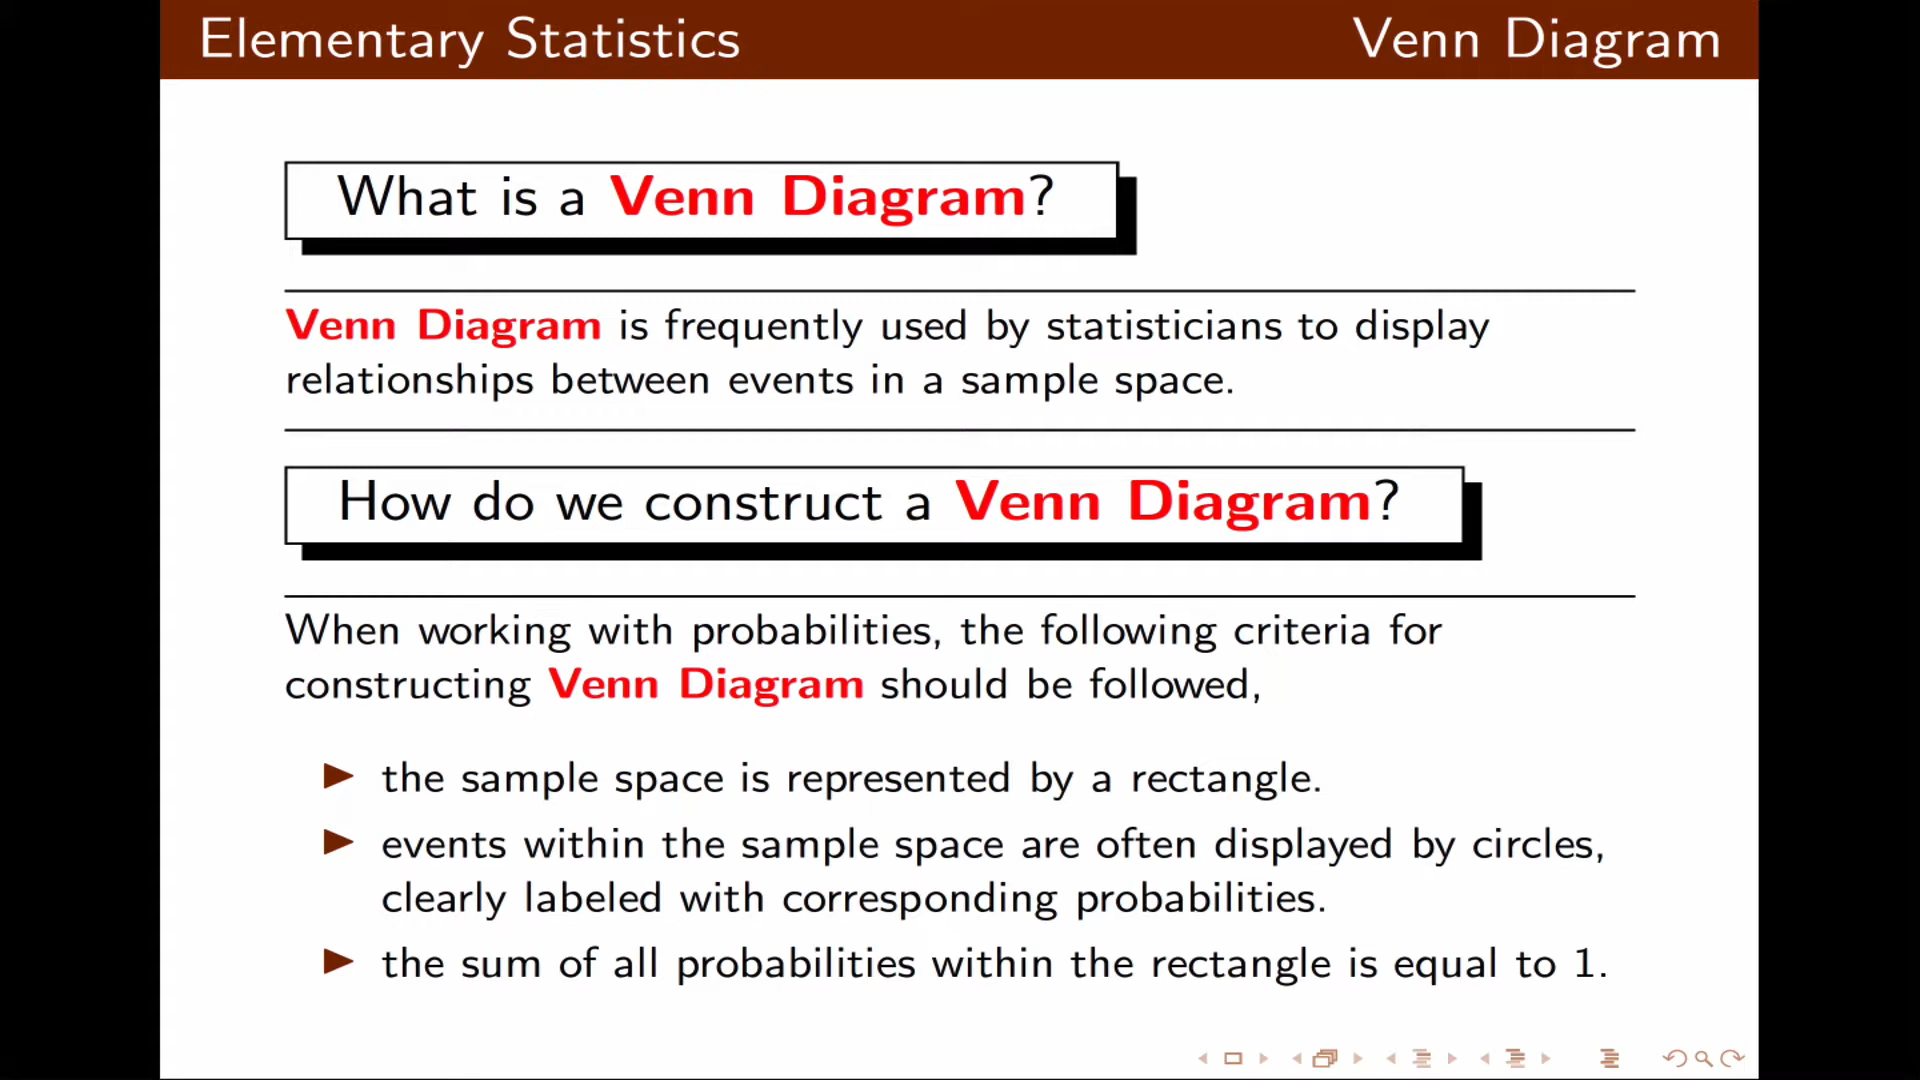 Elementary Statistics
Venn Diagram
What is a Venn Diagram?
Venn Diagram is frequently used by statisticians to display
relationships between events in a sample space.
How do we construct a Venn Diagram?
When working with probabilities, the following criteria for
constructing Venn Diagram should be followed,
the sample space is represented by a rectangle.
events within the sample space are often displayed by circles,
clearly labeled with corresponding probabilities.
the sum of all probabilities within the rectangle is equal to 1.